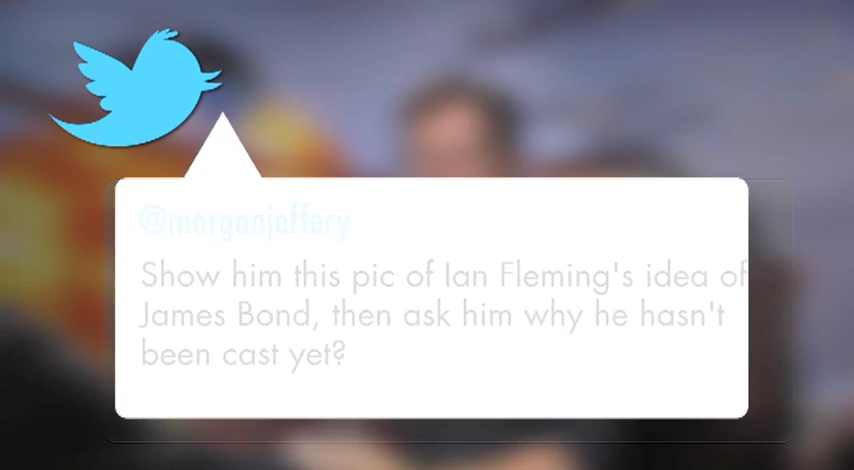 @morganjeffery
Show him this pic of Ian Fleming's idea of
James Bond, then ask him why he hasn't
been cast yet?